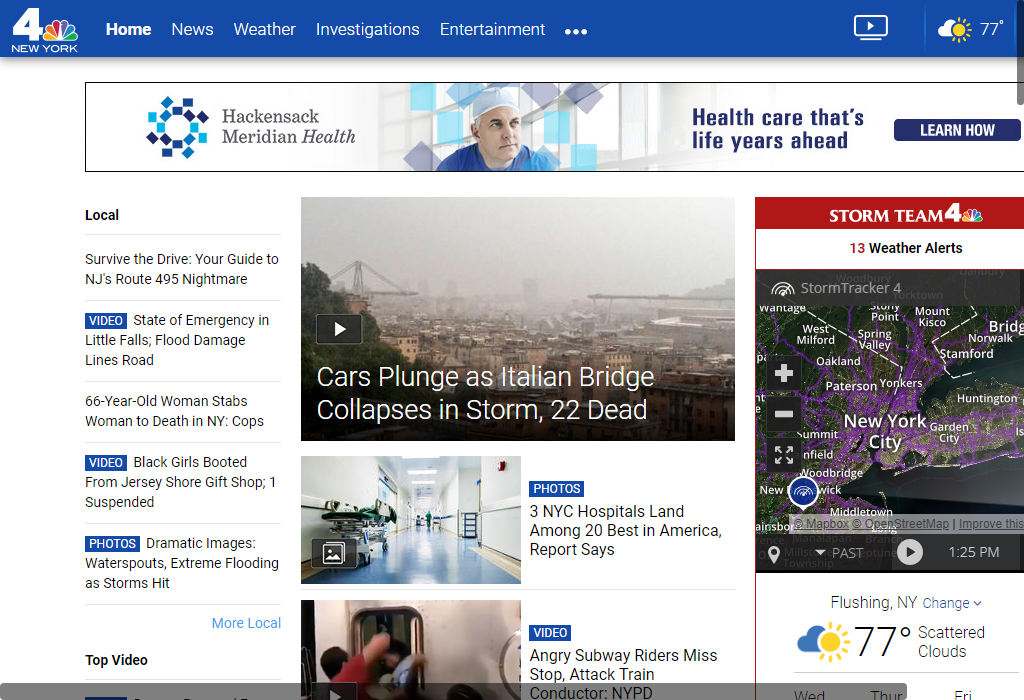 4
NEW YORK
Home
News
Weather
Investigations
Entertainment
77°
Hackensack
Meridian Health
Health care that's
life years ahead
LEARN HOW
Local
Survive the Drive: Your Guide to
NJ's Route 495 Nightmare
VIDEO State of Emergency in
Little Falls; Flood Damage
Lines Road
66-Year-Old Woman Stabs
Woman to Death in NY: Cops
VIDEO Black Girls Booted
From Jersey Shore Gift Shop; 1
Suspended
PHOTOS Dramatic Images:
Waterspouts, Extreme Flooding
as Storms Hit
More Local
Top Video
Cars Plunge as Italian Bridge
Collapses in Storm, 22 Dead
PHOTOS
3 NYC Hospitals Land
Among 20 Best in America,
Report Says
VIDEO
Angry Subway Riders Miss
Stop, Attack Train
Conductor: NYPD
STORM TEAM 4
13 Weather Alerts
Woodbury
Danbury
StormTracker 4
Yorktown
Wantage
Stony
Point
Mount
Kisco
West
Milford
Spring
Valley
Bridg
Norwalk
Stamford
Oakland
Paterson
Yonkers
Huntington
New York
City
Garden
City
Is
Summit
nfield
Woodbridge
New
wick
Middletown
ainsbo
© Mapbox © OpenStreetMap | Improve this
Manalapan
Branch
Millst
Township
ptune
PAST
1:25 PM
Flushing, NY Change
77°
Scattered
Clouds
Wed
Thur
Fri